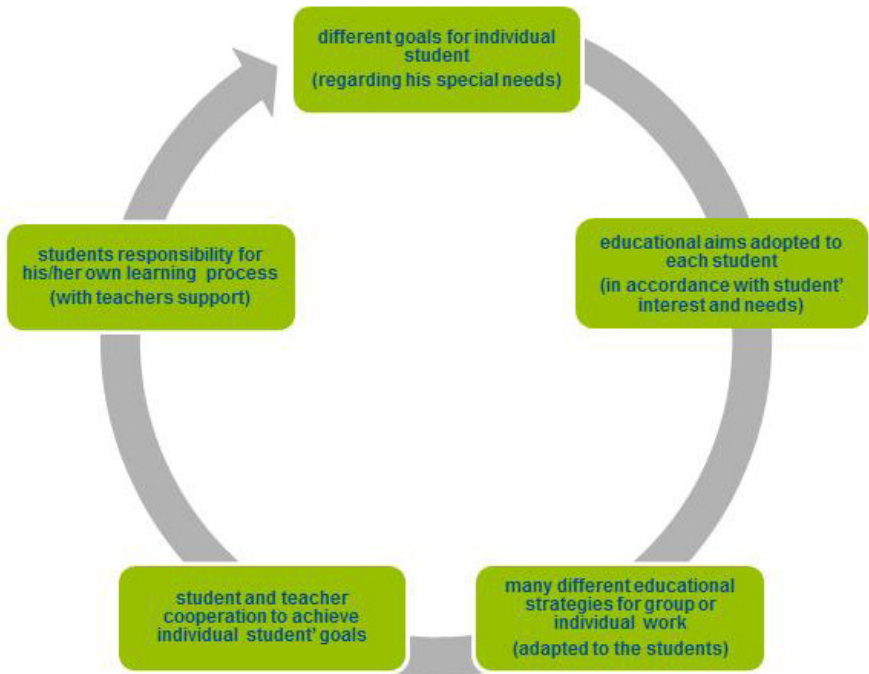 different goals for individual
student
(regarding his special needs)
educational aims adopted to
each student
(in accordance with student'
interest and needs)
many different educational
strategies for group or
individual work
(adapted to the students)
student and teacher
cooperation to achieve
individual student' goals
students responsibility for
his/her own learning process
(with teachers support)